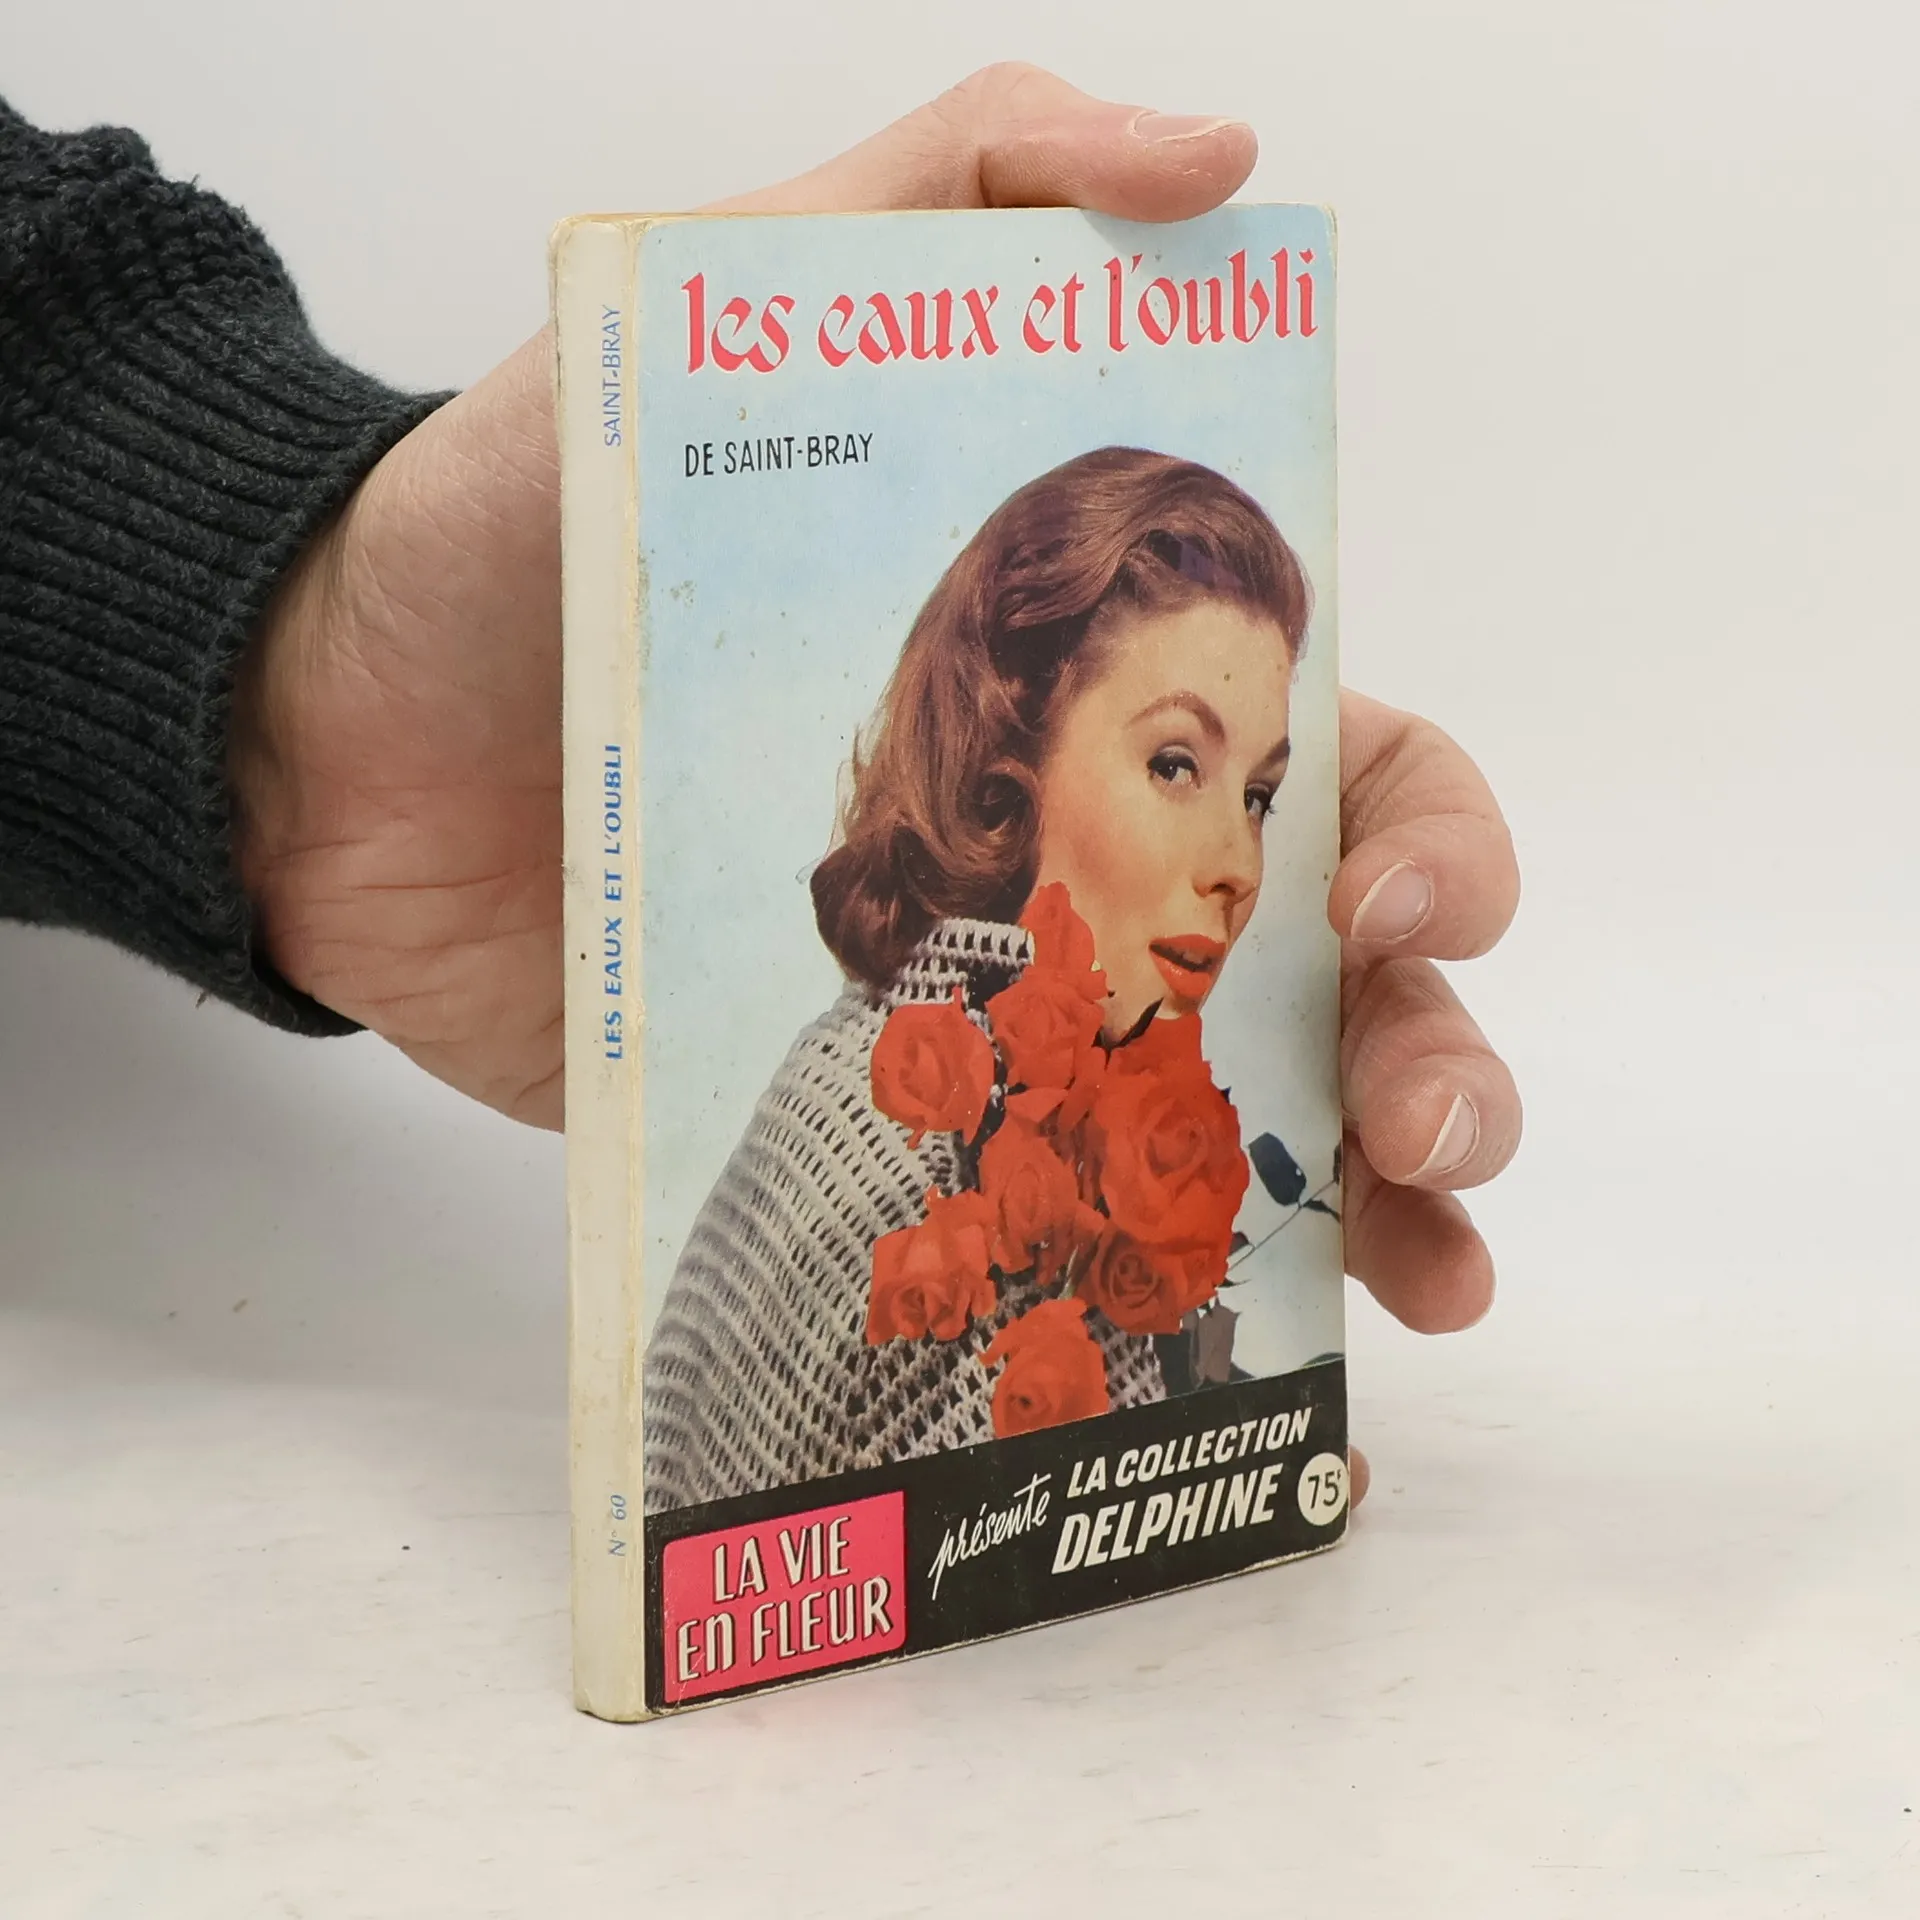 les eaux et l'oubli
DE SAINT-BRAY
SAINT-BRAY
LES EAUX ET L'OUBLI
N° 60
LA VIE
EN FLEUR
présente
LA COLLECTION
DELPHINE
75F